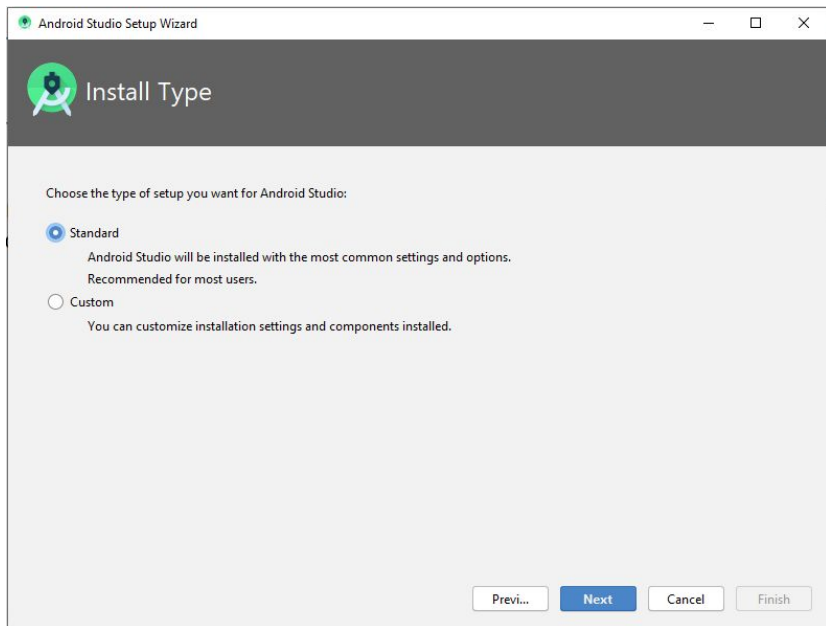 Android Studio Setup Wizard
Install Type
Choose the type of setup you want for Android Studio:
Standard
Android Studio will be installed with the most common settings and options.
Recommended for most users.
Custom
You can customize installation settings and components installed.
Previ... Next Cancel Finish